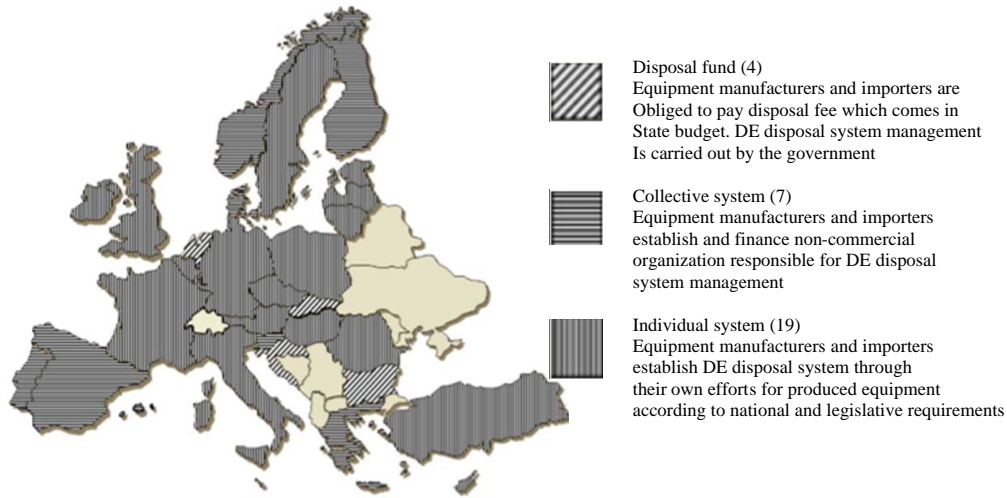 Disposal fund (4)
Equipment manufacturers and importers are
Obliged to pay disposal fee which comes in
State budget. DE disposal system management
Is carried out by the government
Collective system (7)
Equipment manufacturers and importers
establish and finance non-commercial
organization responsible for DE disposal
system management
Individual system (19)
Equipment manufacturers and importers
establish DE disposal system through
their own efforts for produced equipment
according to national and legislative requirements